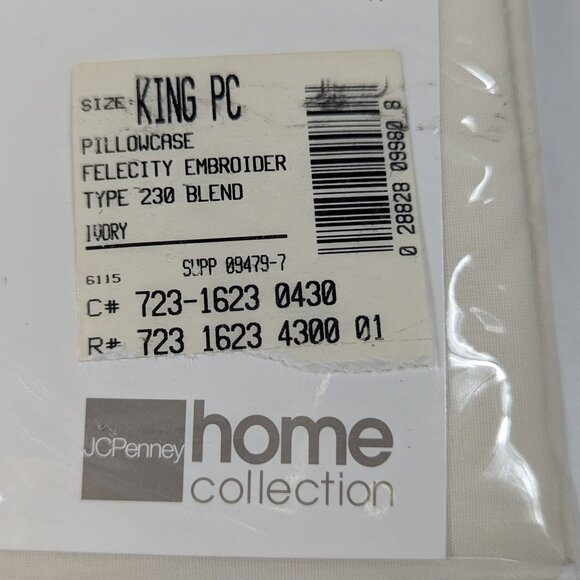 SIZE: KING PC
PILLOWCASE
FELECITY EMBROIDER
TYPE 230 BLEND
IVORY
6115 SUPP 09479-7
C# 723-1623 0430
R# 723 1623 4300 01
0 28828 09980 8
JCPenney home
collection